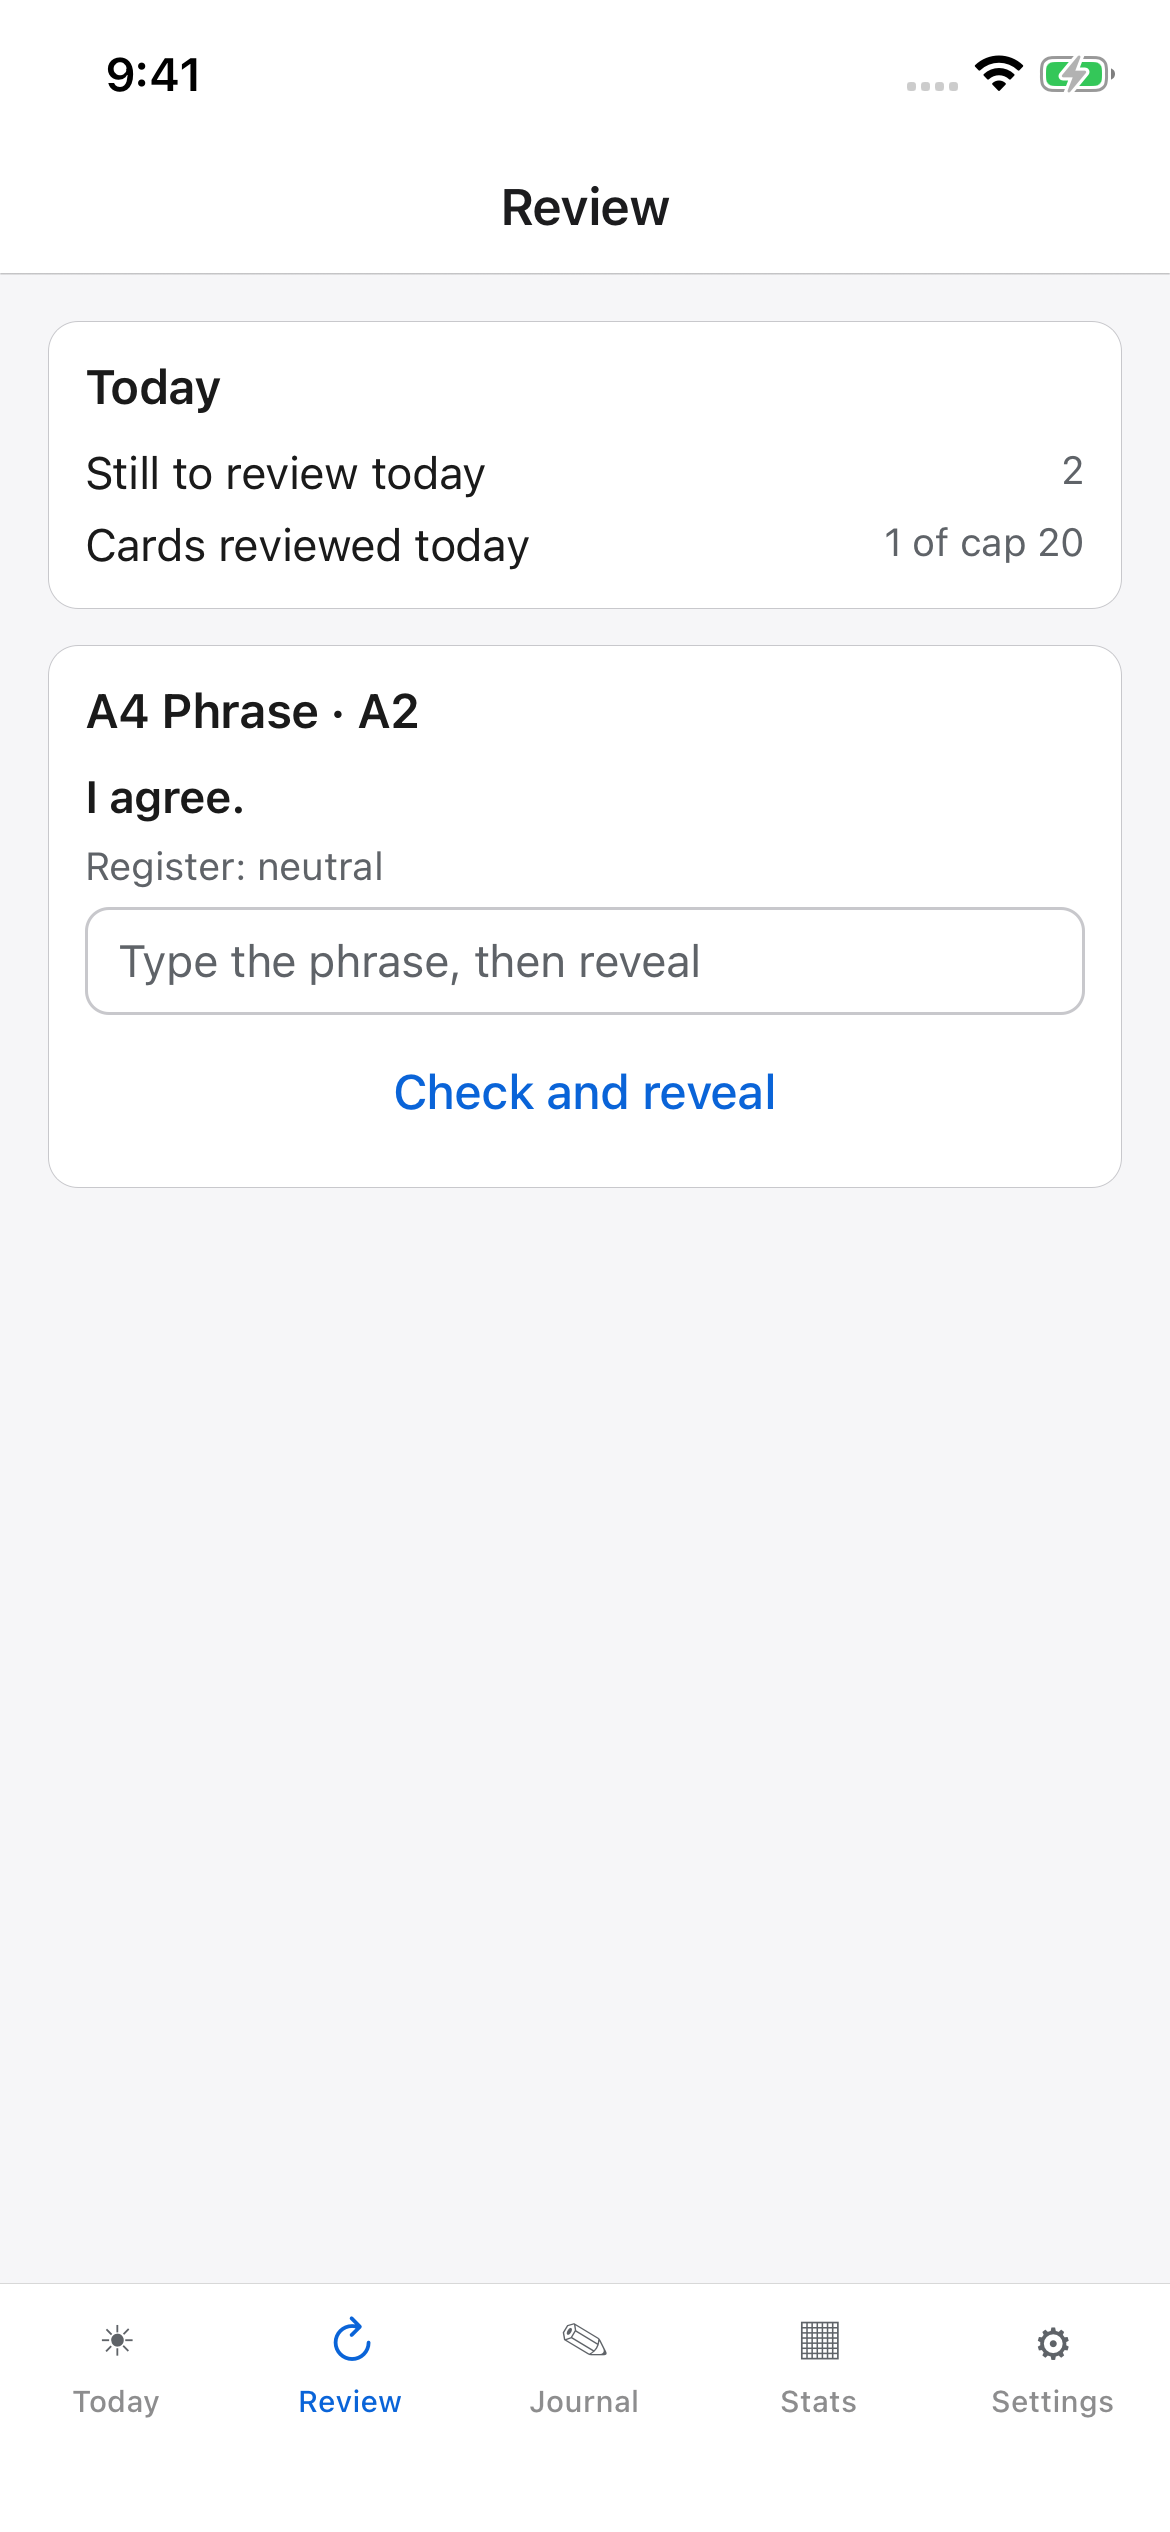 9:41
Review
Today
Still to review today 2
Cards reviewed today 1 of cap 20
A4 Phrase · A2
I agree.
Register: neutral
Type the phrase, then reveal
Check and reveal
Today Review Journal Stats Settings